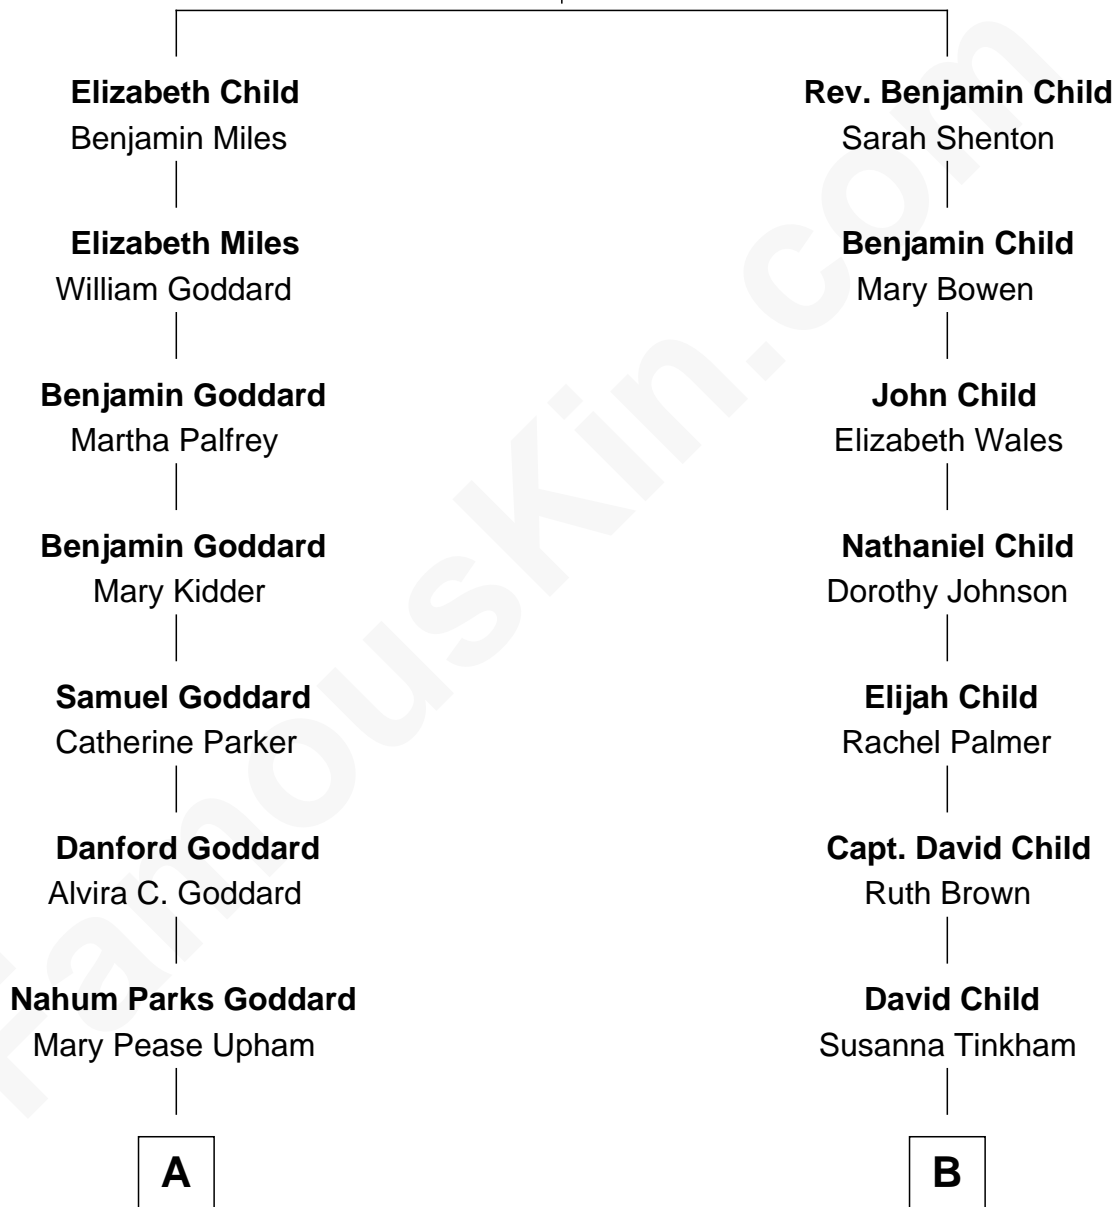 Elizabeth Child
Benjamin Miles
Elizabeth Miles
William Goddard
Benjamin Goddard
Martha Palfrey
Benjamin Goddard
Mary Kidder
Samuel Goddard
Catherine Parker
Danford Goddard
Alvira C. Goddard
Nahum Parks Goddard
Mary Pease Upham
A
Rev. Benjamin Child
Sarah Shenton
Benjamin Child
Mary Bowen
John Child
Elizabeth Wales
Nathaniel Child
Dorothy Johnson
Elijah Child
Rachel Palmer
Capt. David Child
Ruth Brown
David Child
Susanna Tinkham
B
FamousKin.com